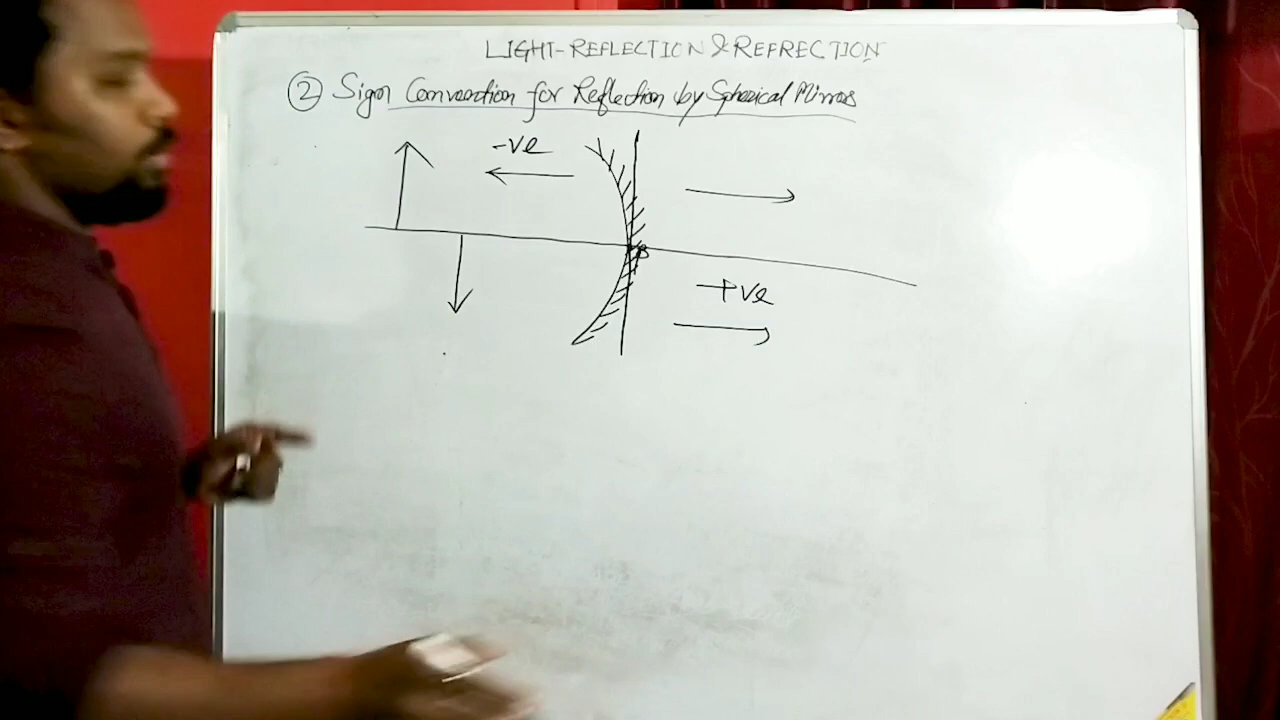 LIGHT-REFLECTION & REFRECTION
② Sign Convention for Reflection by Spherical Mirrors
-ve
+ve